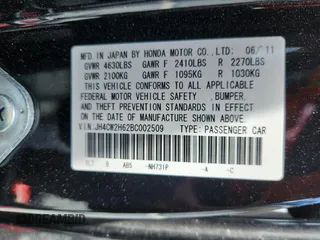 MFD. IN JAPAN BY HONDA MOTOR CO., LTD. 06/11
GVWR 4630LBS GAWR F 2410LBS R 2270LBS
GVWR 2100KG GAWR F 1095KG R 1030KG
THIS VEHICLE CONFORMS TO ALL APPLICABLE
FEDERAL MOTOR VEHICLE SAFETY, BUMPER,
AND THEFT PREVENTION STANDARDS IN EFFECT
ON THE DATE OF MANUFACTURE SHOWN ABOVE.
V.I.N. JH4CW2H62BC002509 TYPE: PASSENGER CAR
ABS NH731P -A -C